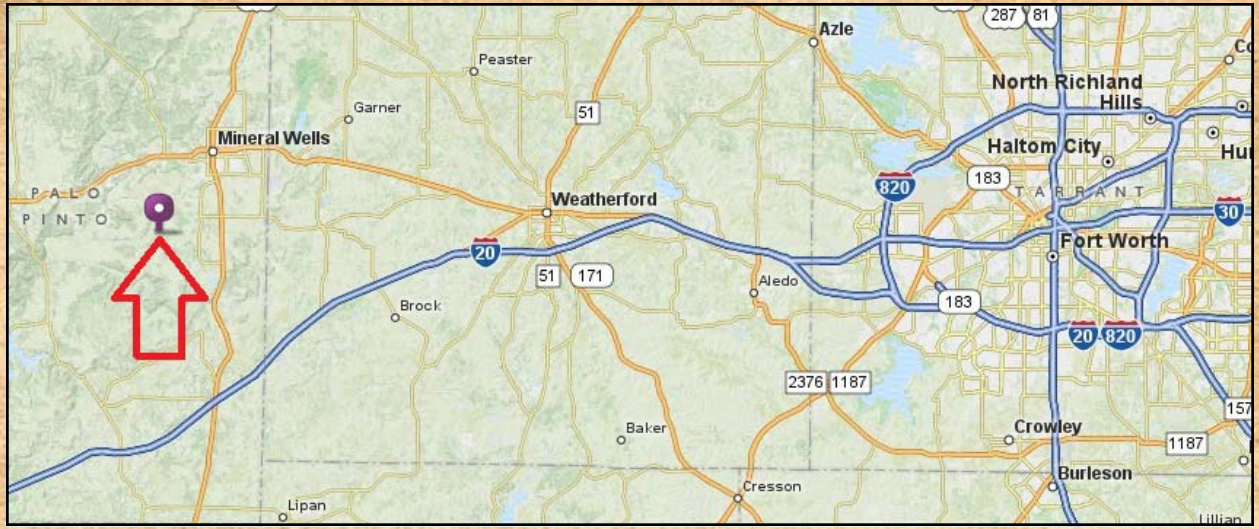 287
81
Azle
Peaster
North Richland
Hills
51
Garner
Mineral Wells
Haltom City
183
820
PALO
PINTO
TARRANT
Weatherford
30
Fort Worth
20
51
171
Aledo
183
Brock
20
820
2376
1187
157
Crowley
1187
Baker
Burleson
Cresson
Lipan
Lillian